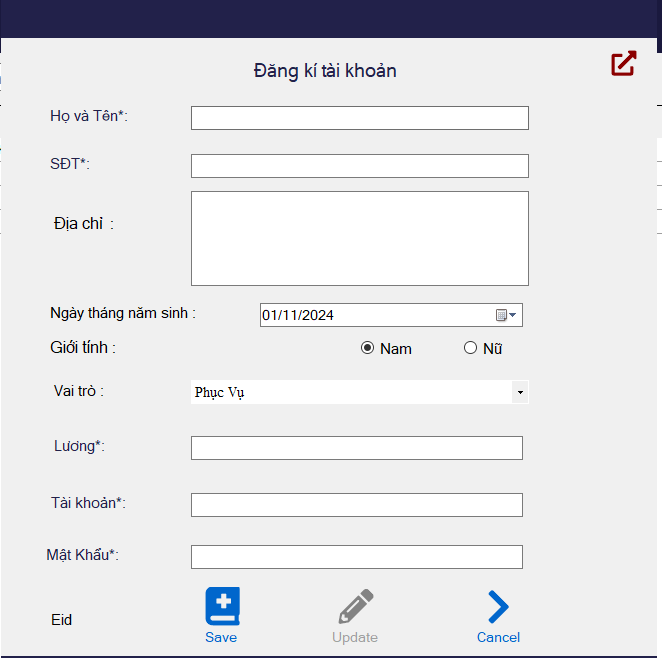 Đăng kí tài khoản
Họ và Tên*:
SĐT*:
Địa chỉ :
Ngày tháng năm sinh : 01/11/2024
Giới tính : Nam Nữ
Vai trò : Phục Vụ
Lương*:
Tài khoản*:
Mật Khẩu*:
Eid Save Update Cancel